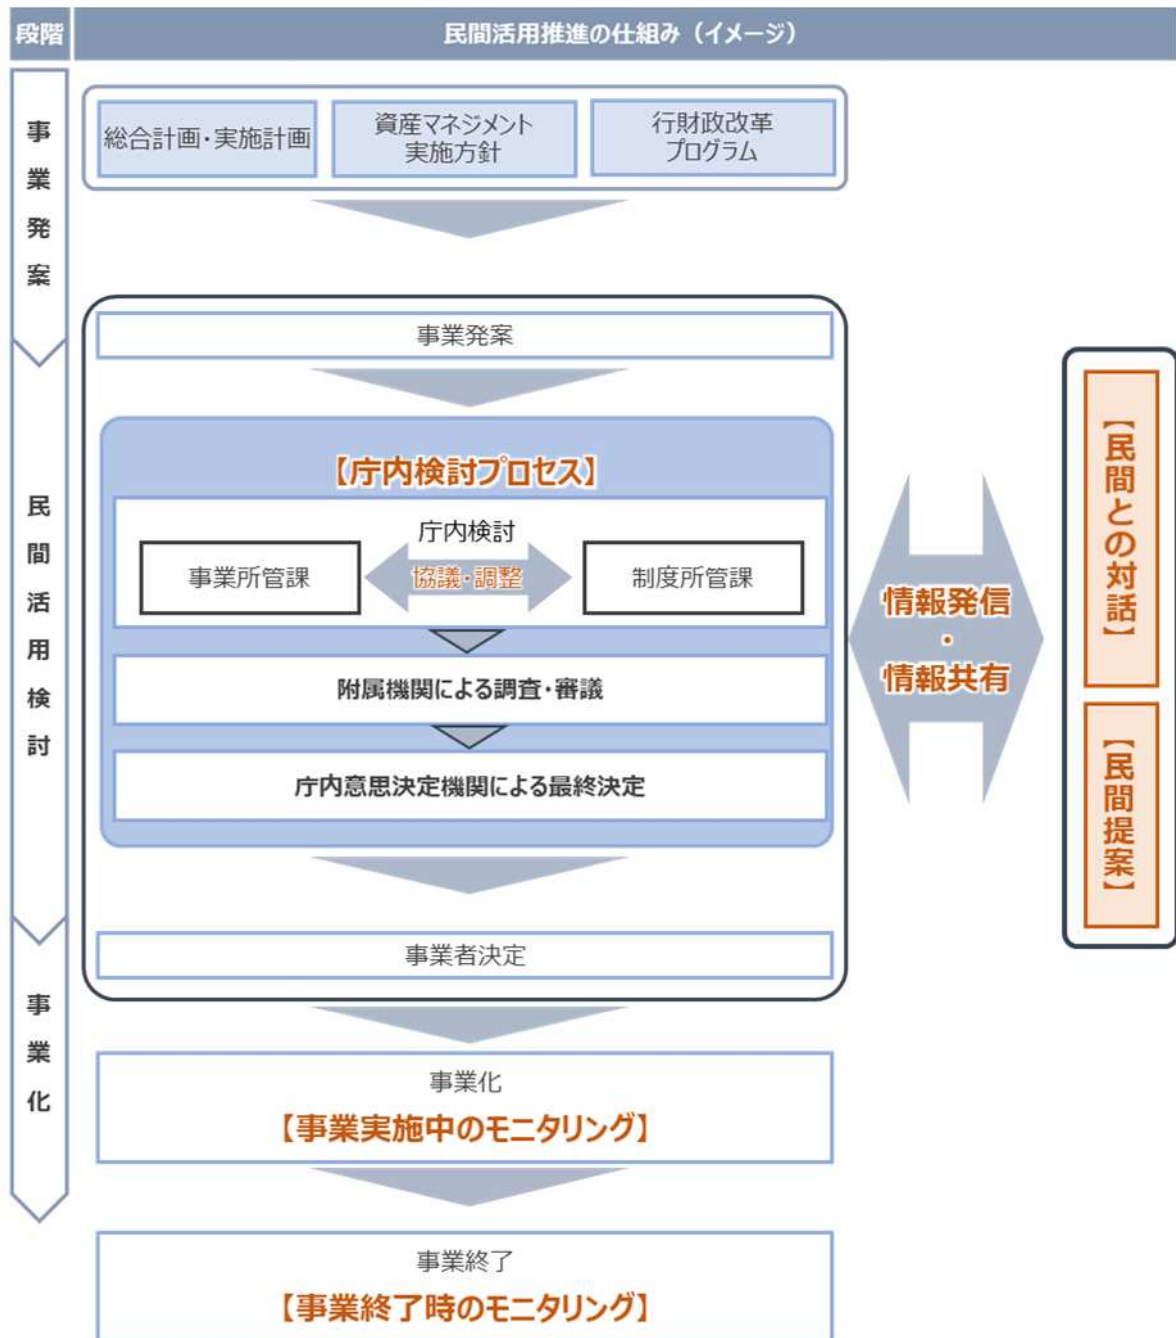 段階
民間活用推進の仕組み（イメージ）
事業発案
総合計画・実施計画
資産マネジメント
実施方針
行財政改革
プログラム
事業発案
民間活用検討
【庁内検討プロセス】
庁内検討
事業所管課
協議・調整
制度所管課
附属機関による調査・審議
庁内意思決定機関による最終決定
情報発信
・
情報共有
【民間との対話】
【民間提案】
事業者決定
事業化
事業化
【事業実施中のモニタリング】
事業終了
【事業終了時のモニタリング】